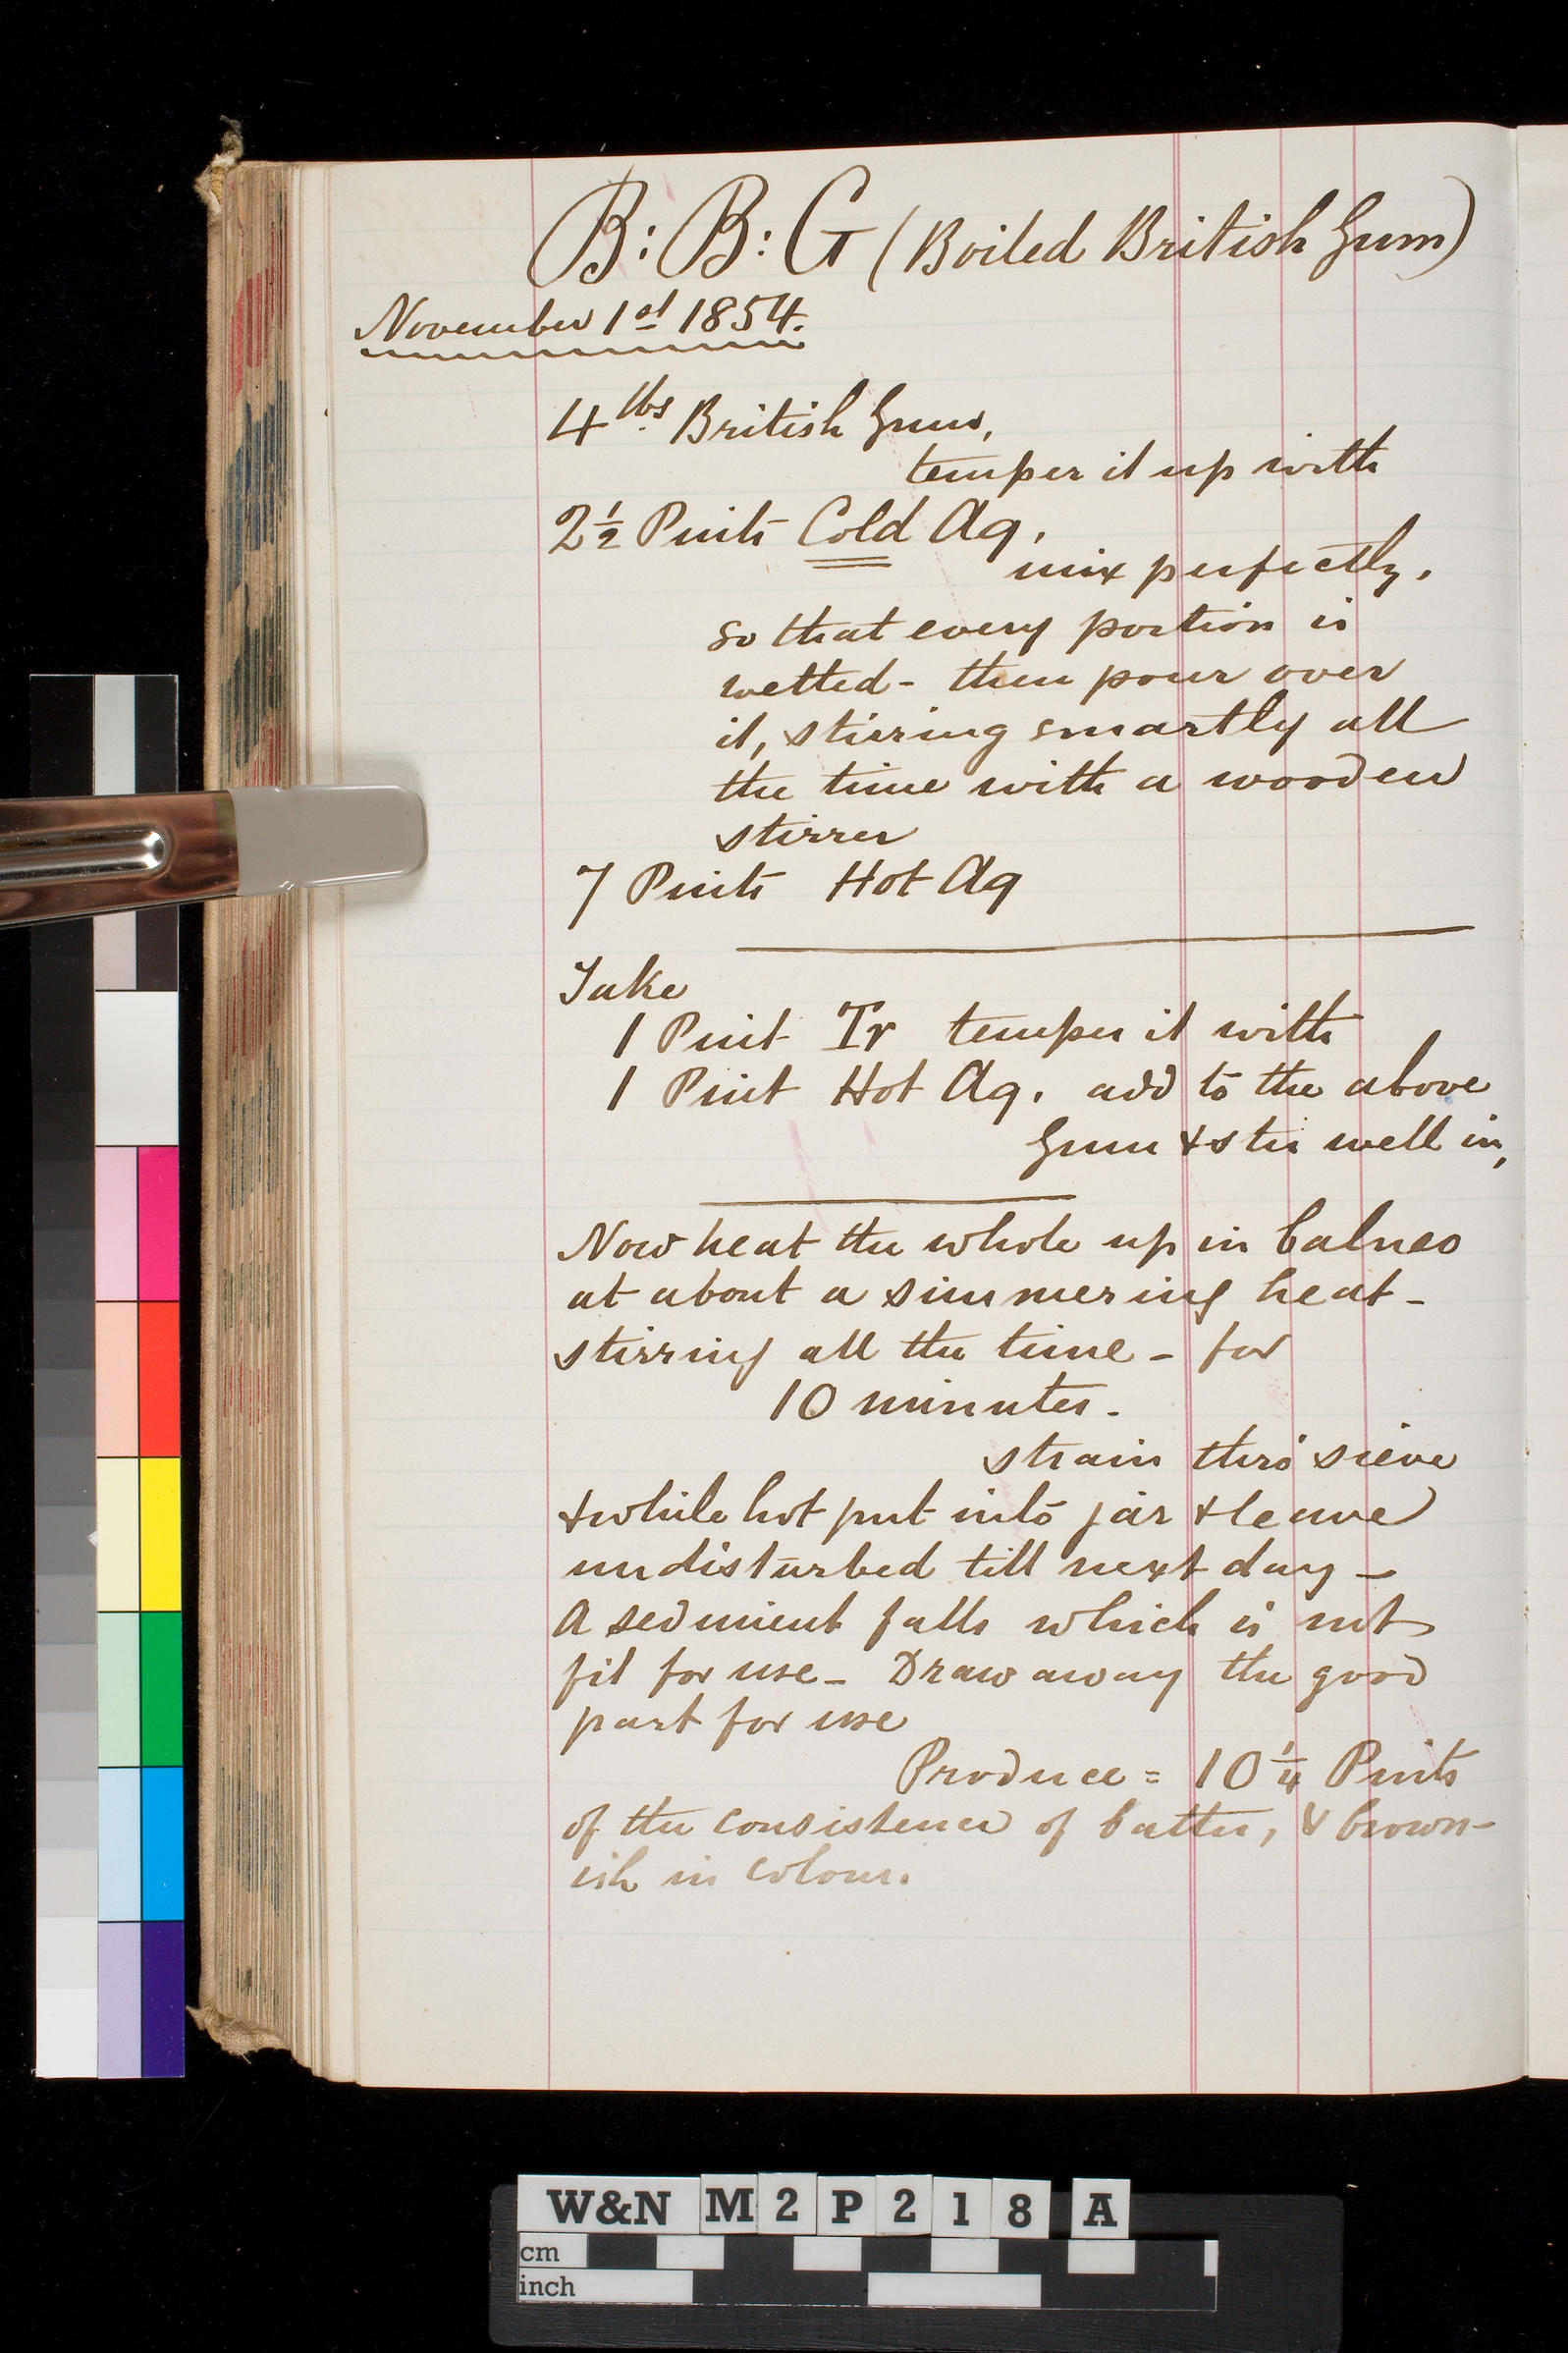 B: B: G (Boiled British Gum)
November 1st 1854.
4 lbs British Gum,
temper it up with
2½ Pints Cold Aq.
mix perfectly,
so that every portion is
wetted - then pour over
it, stirring smartly all
the time with a wooden
stirrer
7 Pints Hot Aq
Take
1 Pint Tr temper it with
1 Pint Hot Aq. add to the above
Gum & stir well in,
Now heat the whole up in balneo
at about a simmering heat -
stirring all the time - for
10 minutes.
strain thro' sieve
& while hot put into jar & leave
undisturbed till next day -
A sediment falls which is not
fit for use - Draw away the good
part for use
Produce = 10¼ Pints
of the consistence of batter, & brown-
ish in colour.
W&N M2P218 A
cm
inch